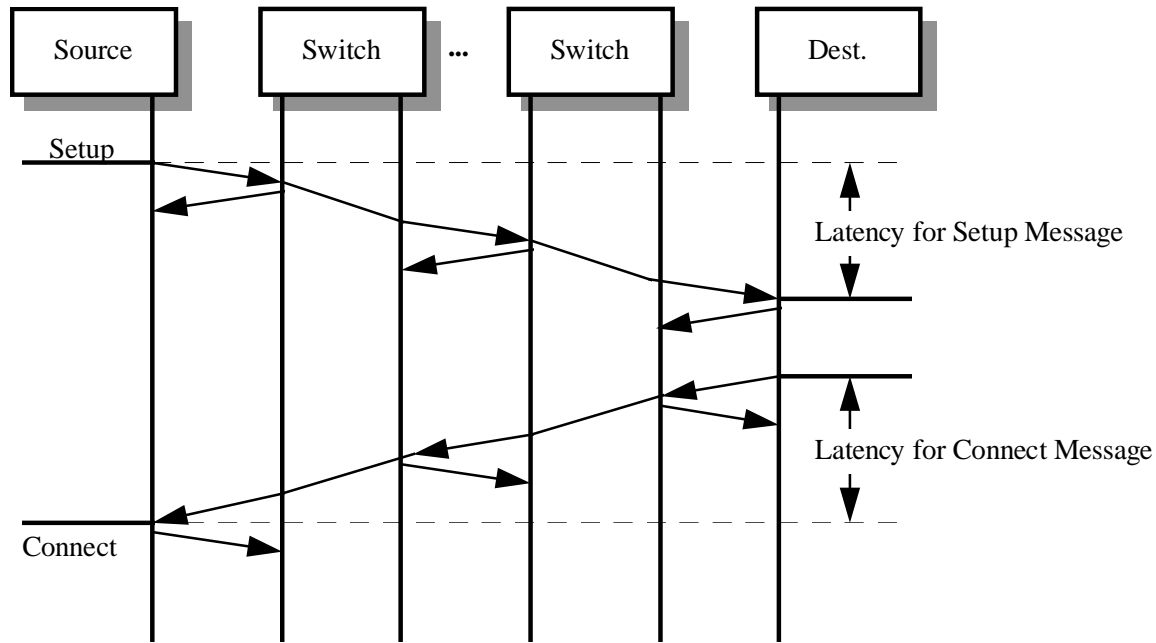 Source
Switch
...
Switch
Dest.
Setup
Latency for Setup Message
Latency for Connect Message
Connect